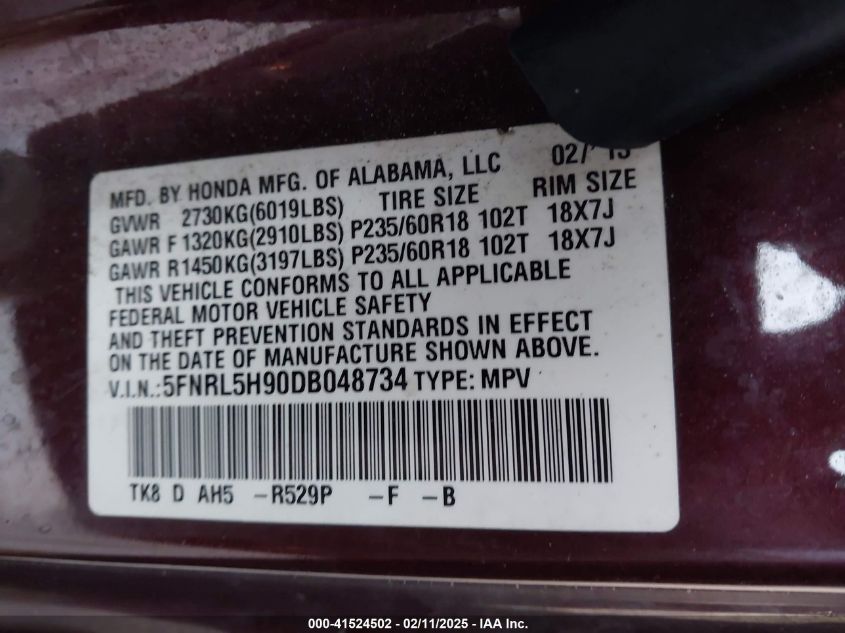 MFD. BY HONDA MFG. OF ALABAMA, LLC 02/'13
GVWR 2730KG(6019LBS) TIRE SIZE RIM SIZE
GAWR F 1320KG(2910LBS) P235/60R18 102T 18X7J
GAWR R1450KG(3197LBS) P235/60R18 102T 18X7J
THIS VEHICLE CONFORMS TO ALL APPLICABLE
FEDERAL MOTOR VEHICLE SAFETY
AND THEFT PREVENTION STANDARDS IN EFFECT
ON THE DATE OF MANUFACTURE SHOWN ABOVE.
V.I.N.:5FNRL5H90DB048734 TYPE: MPV
TK8 D AH5 -R529P -F -B
000-41524502 - 02/11/2025 - IAA Inc.